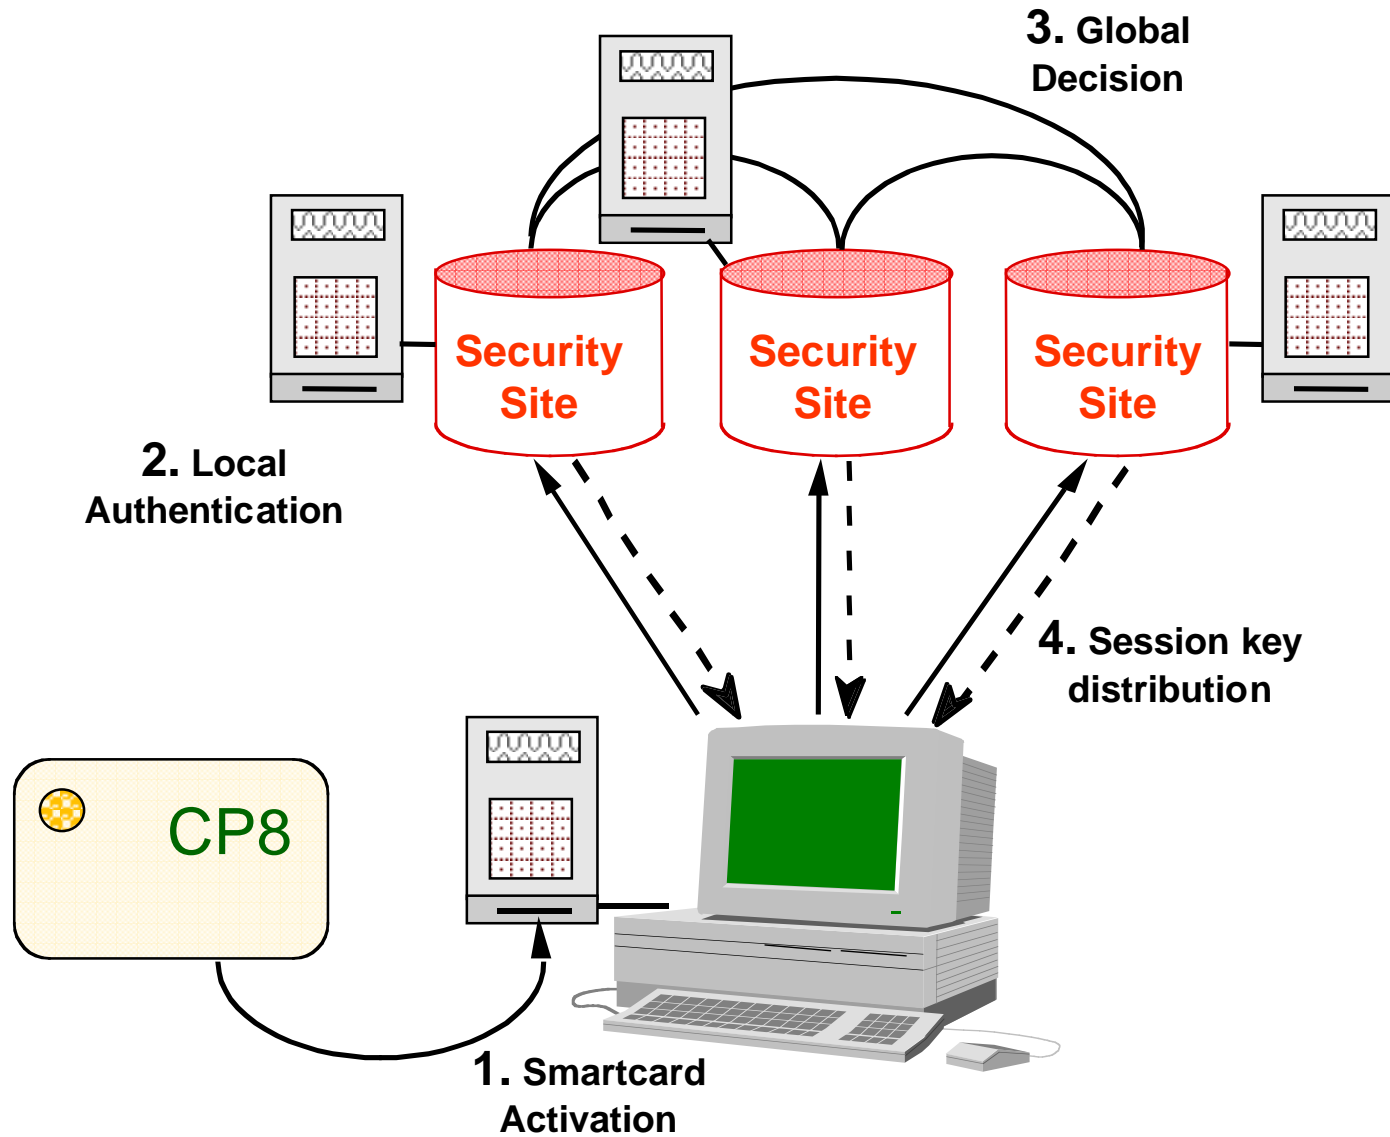 3. Global
Decision
Security
Site
Security
Site
Security
Site
2. Local
Authentication
4. Session key
distribution
CP8
1. Smartcard
Activation